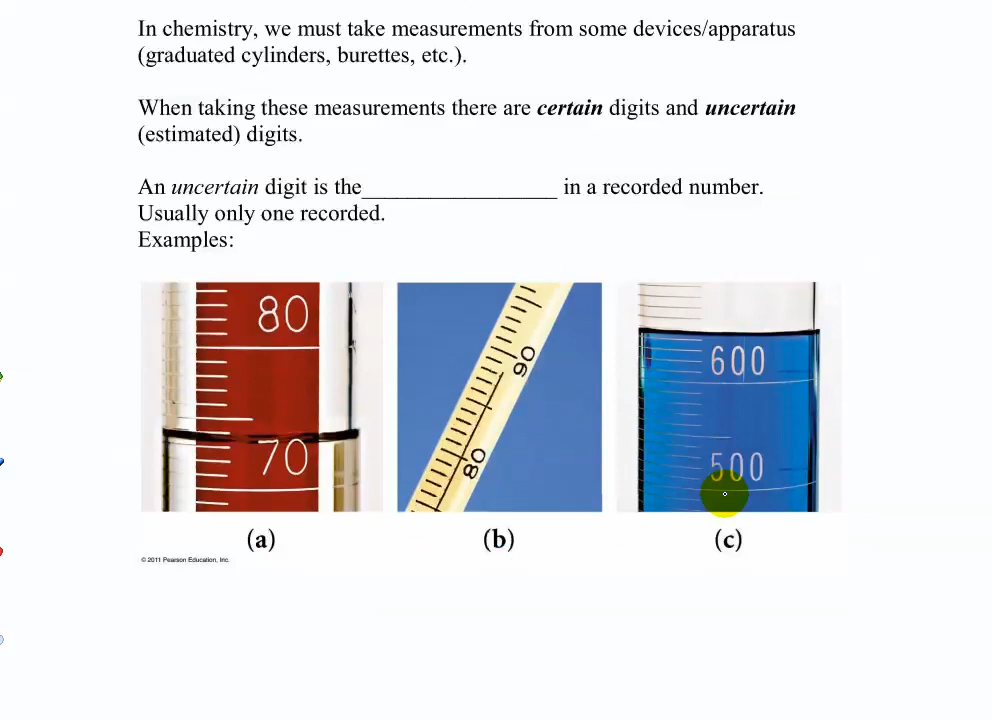 In chemistry, we must take measurements from some devices/apparatus
(graduated cylinders, burettes, etc.).
When taking these measurements there are certain digits and uncertain
(estimated) digits.
An uncertain digit is the_________________ in a recorded number.
Usually only one recorded.
Examples:
80
70
90
80
600
500
(a) (b) (c)
© 2011 Pearson Education, Inc.